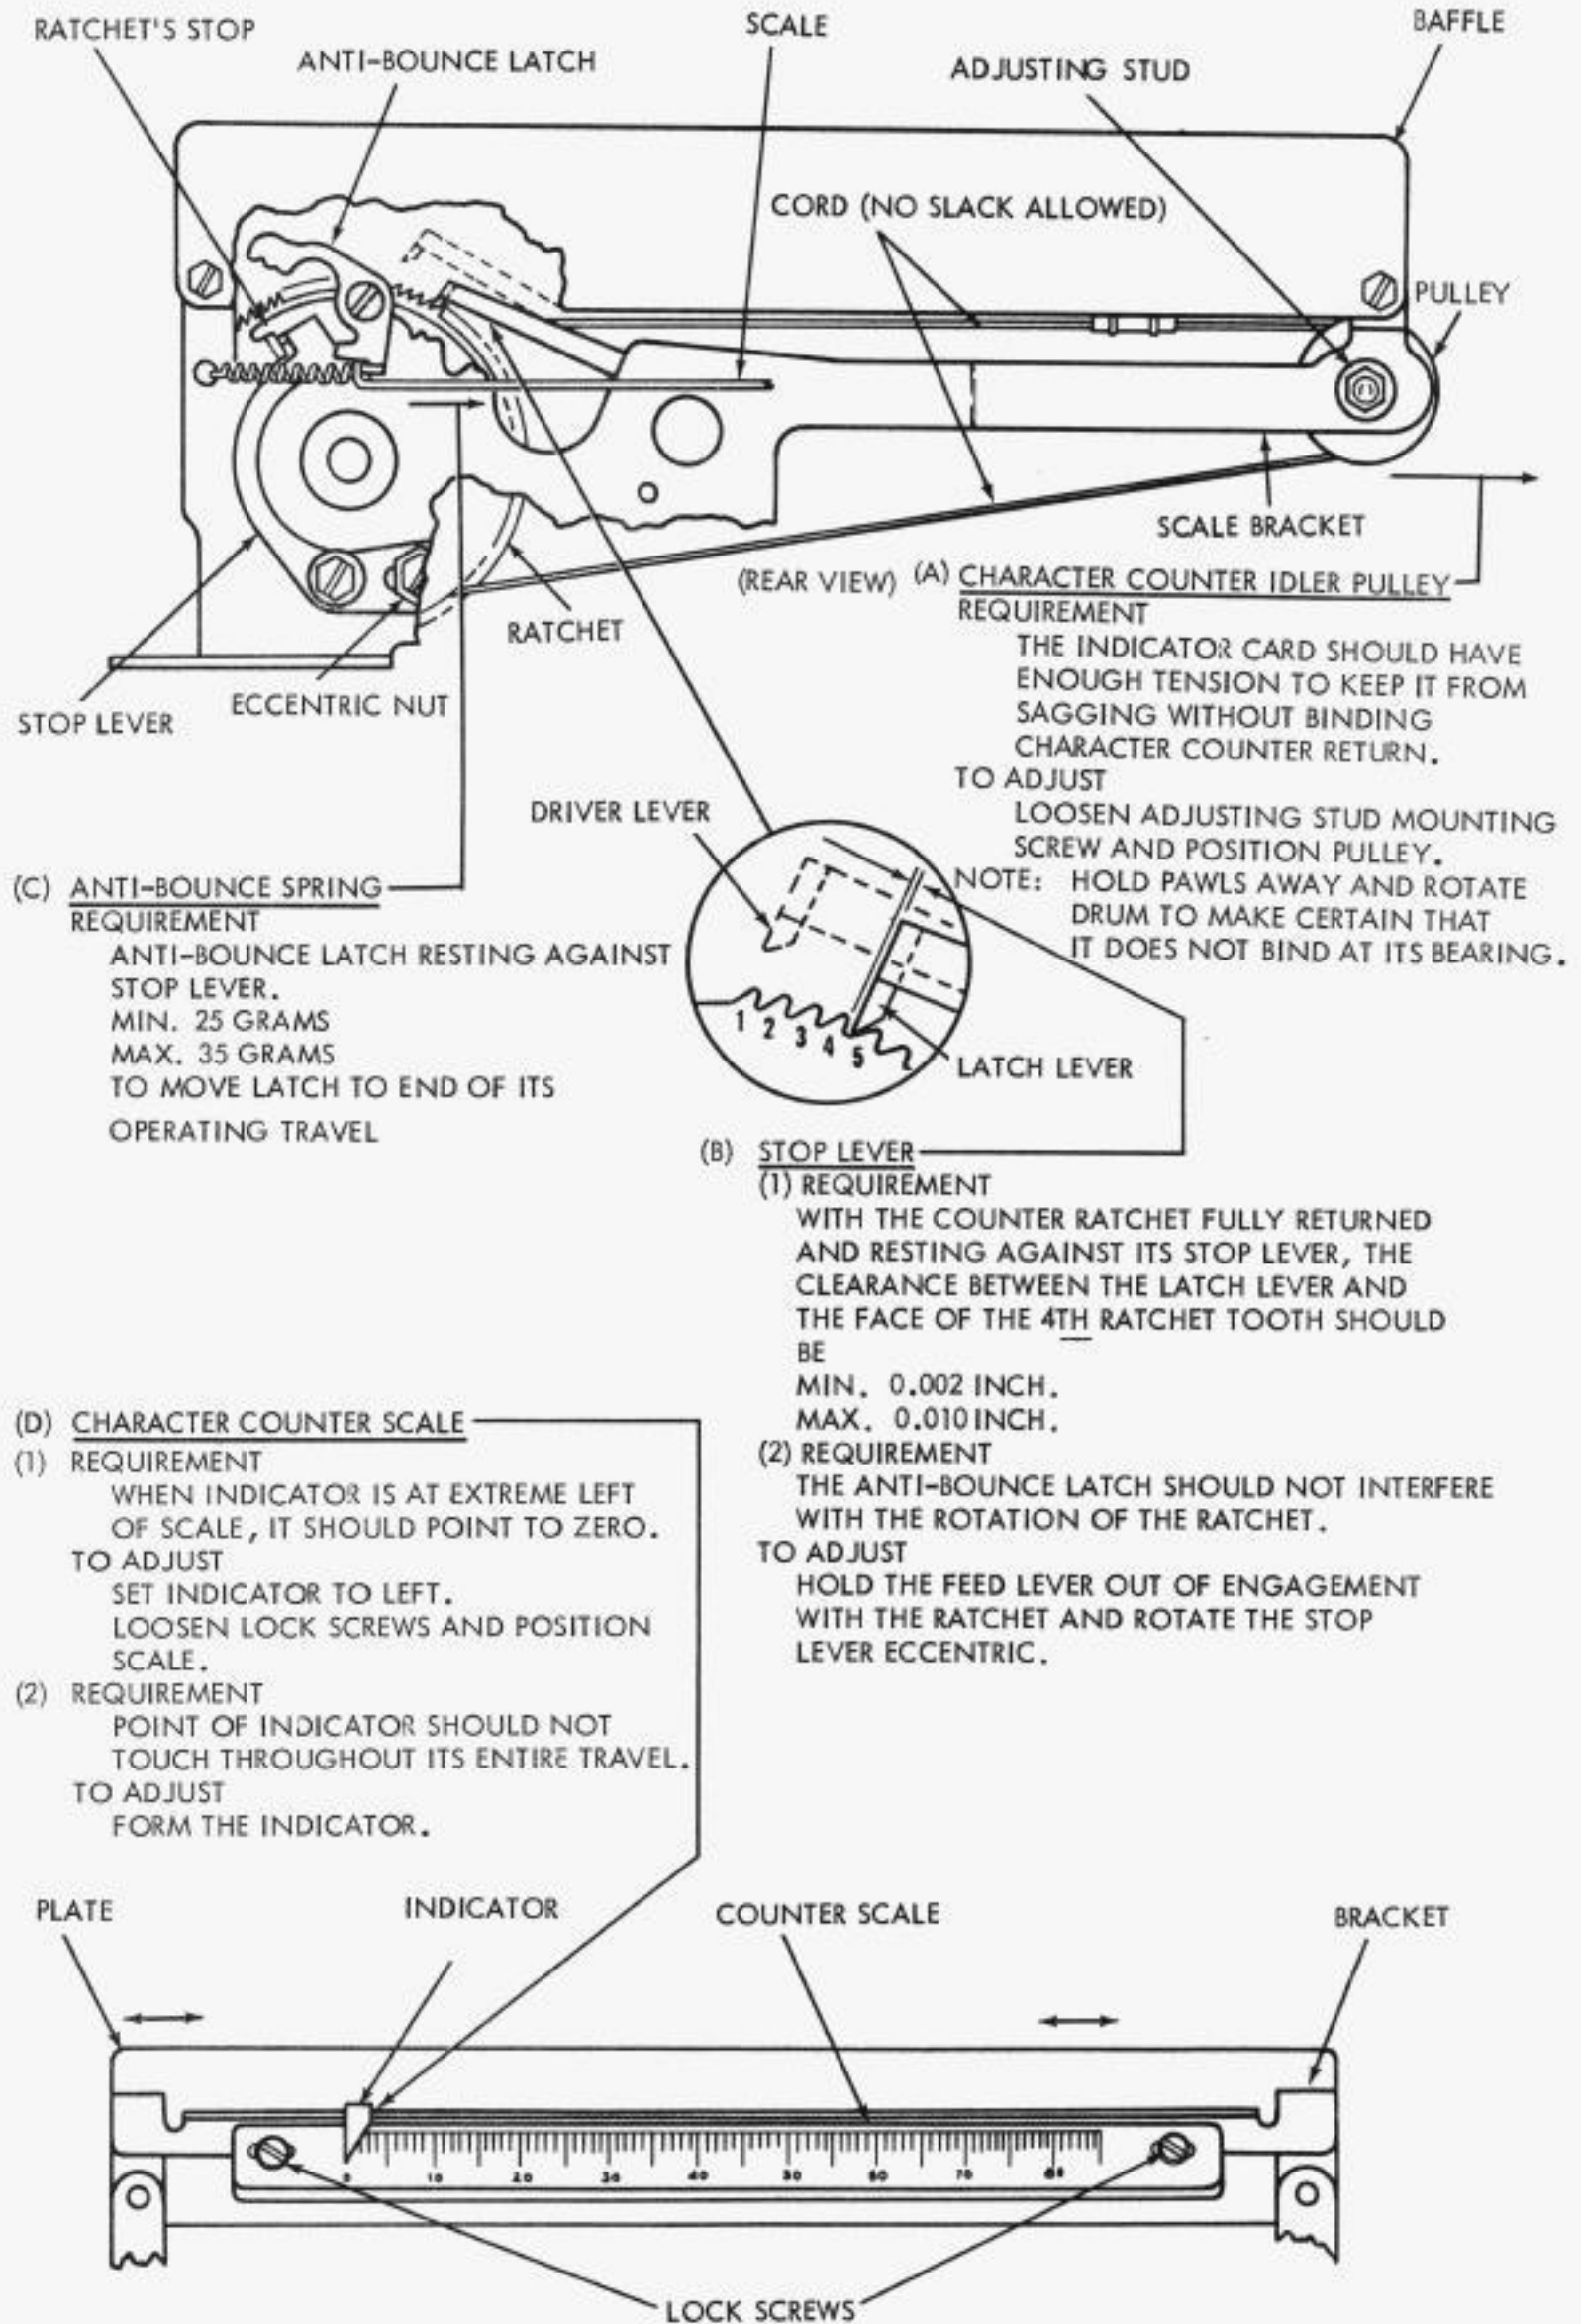 RATCHET'S STOP
ANTI-BOUNCE LATCH
SCALE
ADJUSTING STUD
BAFFLE
CORD (NO SLACK ALLOWED)
PULLEY
SCALE BRACKET
(REAR VIEW)
RATCHET
ECCENTRIC NUT
STOP LEVER
(A) CHARACTER COUNTER IDLER PULLEY
REQUIREMENT
THE INDICATOR CARD SHOULD HAVE
ENOUGH TENSION TO KEEP IT FROM
SAGGING WITHOUT BINDING
CHARACTER COUNTER RETURN.
TO ADJUST
LOOSEN ADJUSTING STUD MOUNTING
SCREW AND POSITION PULLEY.
NOTE: HOLD PAWLS AWAY AND ROTATE
DRUM TO MAKE CERTAIN THAT
IT DOES NOT BIND AT ITS BEARING.
DRIVER LEVER
1 2 3 4 5
LATCH LEVER
(C) ANTI-BOUNCE SPRING
REQUIREMENT
ANTI-BOUNCE LATCH RESTING AGAINST
STOP LEVER.
MIN. 25 GRAMS
MAX. 35 GRAMS
TO MOVE LATCH TO END OF ITS
OPERATING TRAVEL
(B) STOP LEVER
(1) REQUIREMENT
WITH THE COUNTER RATCHET FULLY RETURNED
AND RESTING AGAINST ITS STOP LEVER, THE
CLEARANCE BETWEEN THE LATCH LEVER AND
THE FACE OF THE 4TH RATCHET TOOTH SHOULD
BE
MIN. 0.002 INCH.
MAX. 0.010 INCH.
(2) REQUIREMENT
THE ANTI-BOUNCE LATCH SHOULD NOT INTERFERE
WITH THE ROTATION OF THE RATCHET.
TO ADJUST
HOLD THE FEED LEVER OUT OF ENGAGEMENT
WITH THE RATCHET AND ROTATE THE STOP
LEVER ECCENTRIC.
(D) CHARACTER COUNTER SCALE
(1) REQUIREMENT
WHEN INDICATOR IS AT EXTREME LEFT
OF SCALE, IT SHOULD POINT TO ZERO.
TO ADJUST
SET INDICATOR TO LEFT.
LOOSEN LOCK SCREWS AND POSITION
SCALE.
(2) REQUIREMENT
POINT OF INDICATOR SHOULD NOT
TOUCH THROUGHOUT ITS ENTIRE TRAVEL.
TO ADJUST
FORM THE INDICATOR.
PLATE
INDICATOR
COUNTER SCALE
BRACKET
0 10 20 30 40 50 60 70 80
LOCK SCREWS